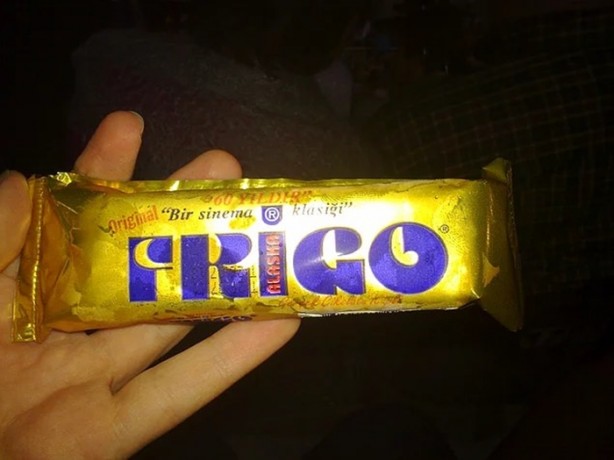 "60 YILDIR"
Original "Bir sinema ® klasiği"
FRIGO ®
ALASKA